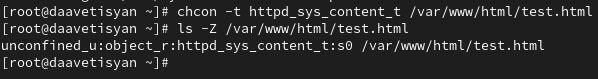 [root@daavetisyan ~]# chcon -t httpd_sys_content_t /var/www/html/test.html
[root@daavetisyan ~]# ls -Z /var/www/html/test.html
unconfined_u:object_r:httpd_sys_content_t:s0 /var/www/html/test.html
[root@daavetisyan ~]#